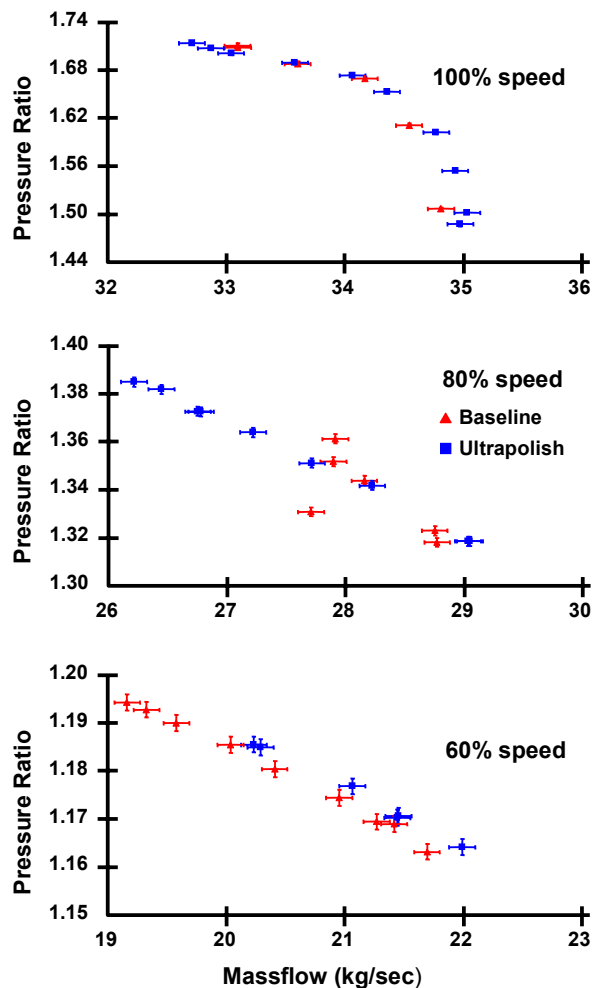 1.74
1.68
1.62
1.56
1.50
1.44
Pressure Ratio
100% speed
32 33 34 35 36
1.40
1.38
1.36
1.34
1.32
1.30
Pressure Ratio
80% speed
Baseline
Ultrapolish
26 27 28 29 30
1.20
1.19
1.18
1.17
1.16
1.15
Pressure Ratio
60% speed
19 20 21 22 23
Massflow (kg/sec)